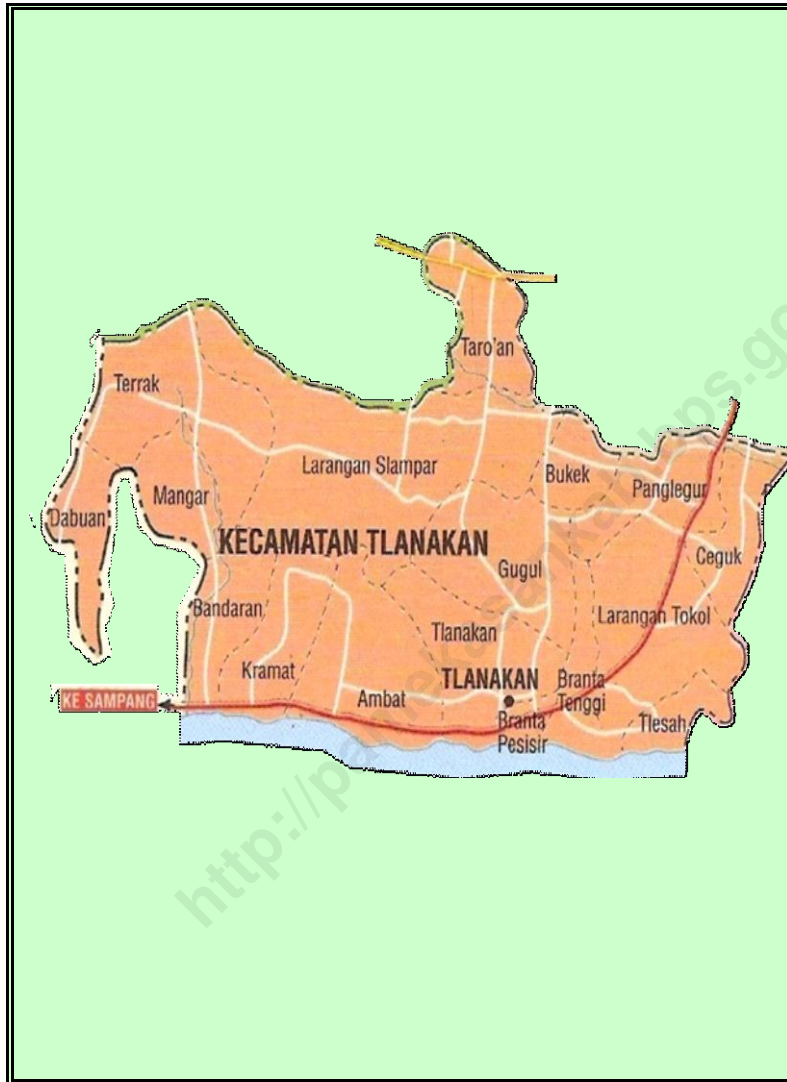 Taro'an
Terrak
Larangan Slampar
Bukek
Panglegur
Mangar
Dabuan
KECAMATAN TLANAKAN
Ceguk
Gugul
Bandaran
Larangan Tokol
Tlanakan
Kramat
TLANAKAN
Branta
Tenggi
Ambat
KE SAMPANG
Branta
Pesisir
Tlesah